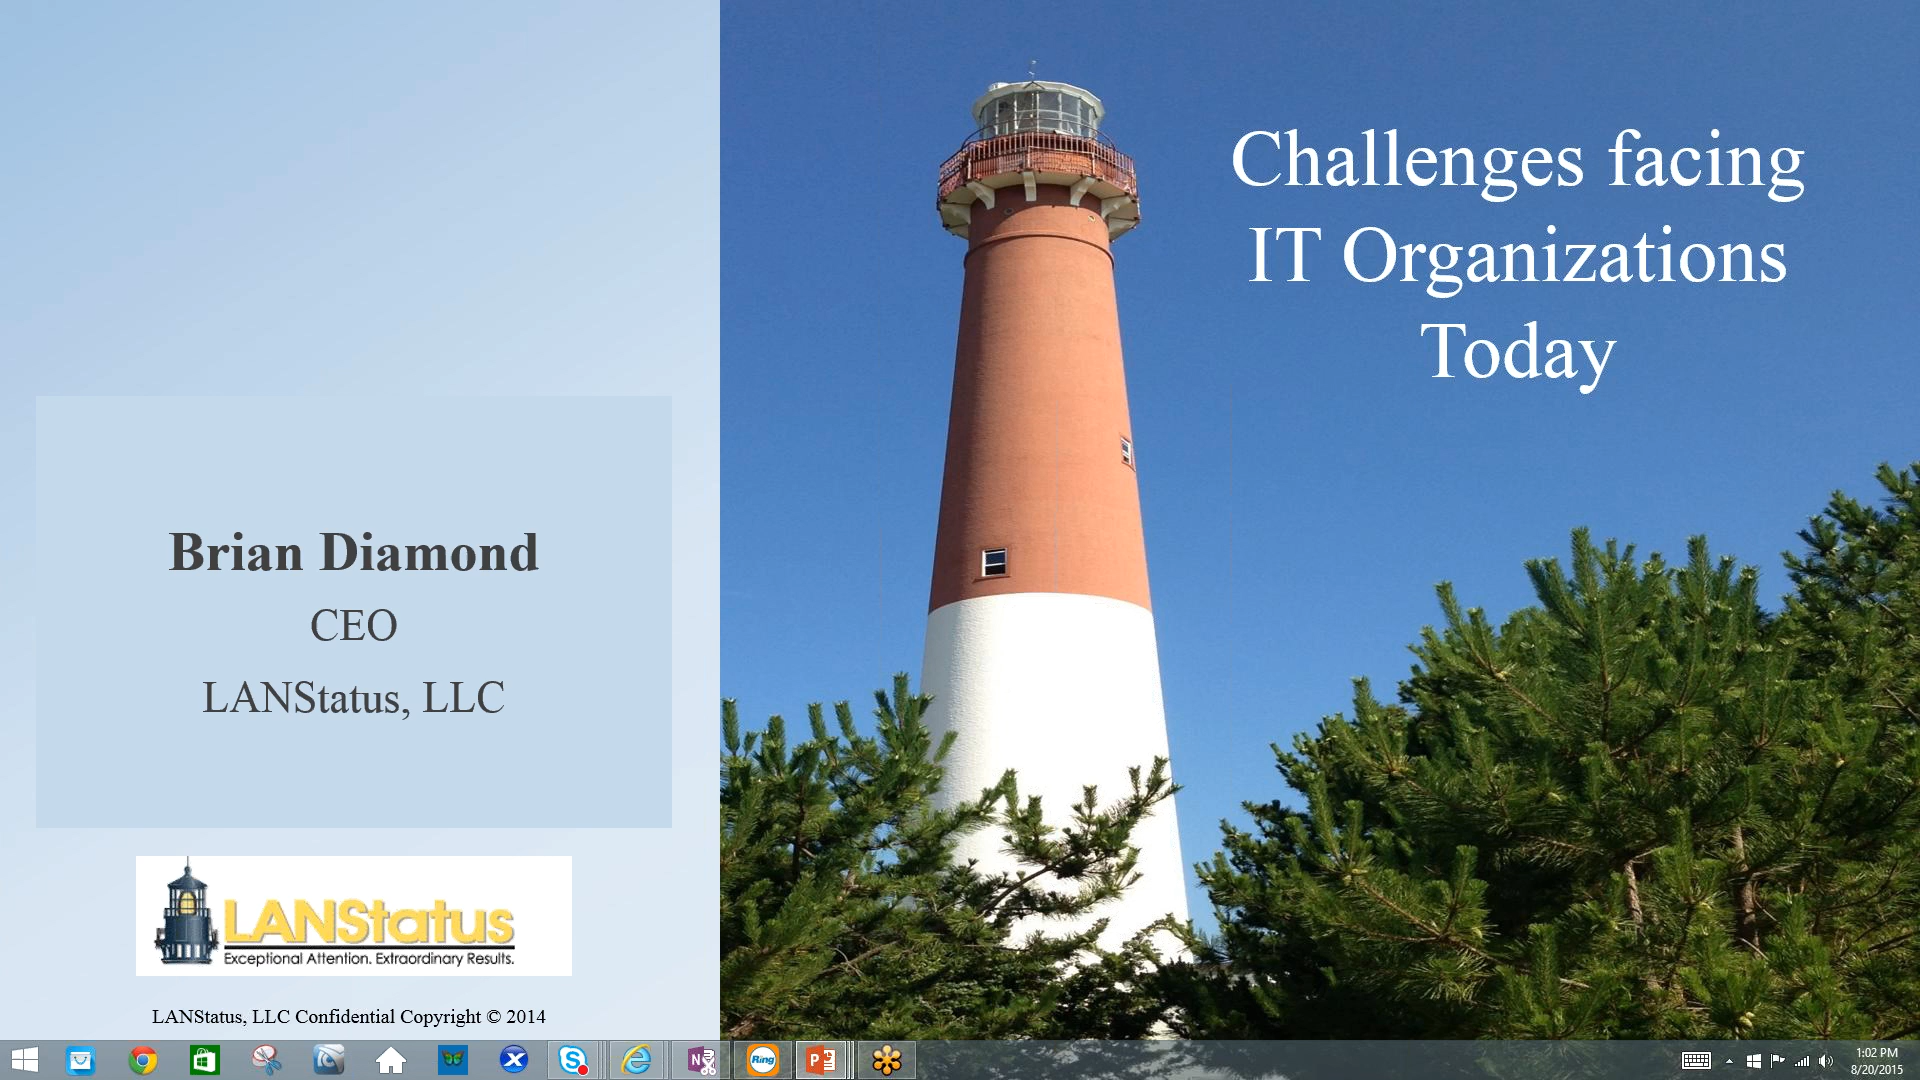 Challenges facing
IT Organizations
Today
Brian Diamond
CEO
LANStatus, LLC
LANStatus
Exceptional Attention. Extraordinary Results.
LANStatus, LLC Confidential Copyright © 2014
Ring
1:02 PM
8/20/2015